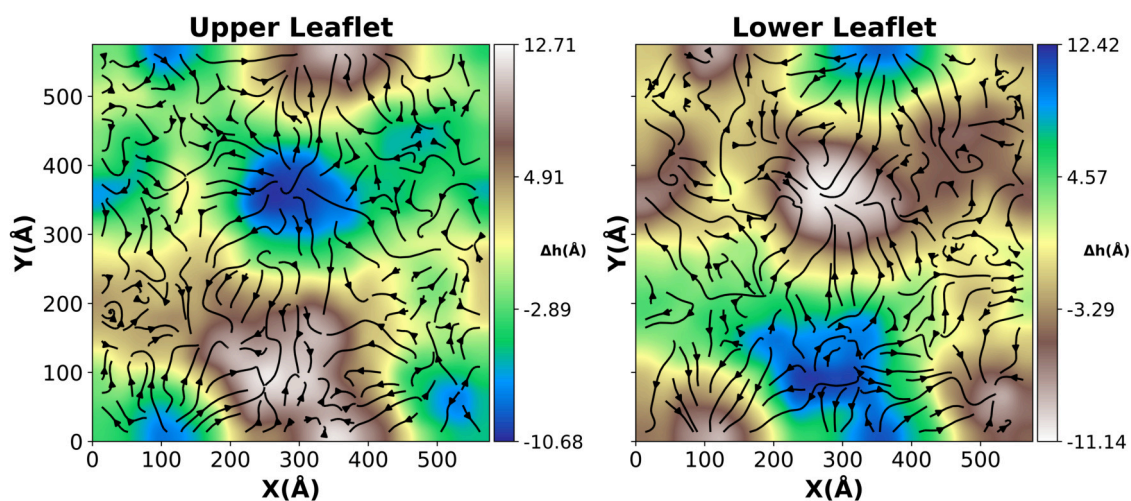 Upper Leaflet
Lower Leaflet
Y(Å)
500
400
300
200
100
0
0 100 200 300 400 500
X(Å)
12.71
4.91
Δh(Å)
-2.89
-10.68
Y(Å)
500
400
300
200
100
0
0 100 200 300 400 500
X(Å)
12.42
4.57
Δh(Å)
-3.29
-11.14